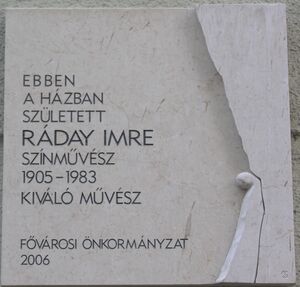 EBBEN
A HÁZBAN
SZÜLETETT
RÁDAY IMRE
SZÍNMŰVÉSZ
1905-1983
KIVÁLÓ MŰVÉSZ
FŐVÁROSI ÖNKORMÁNYZAT
2006